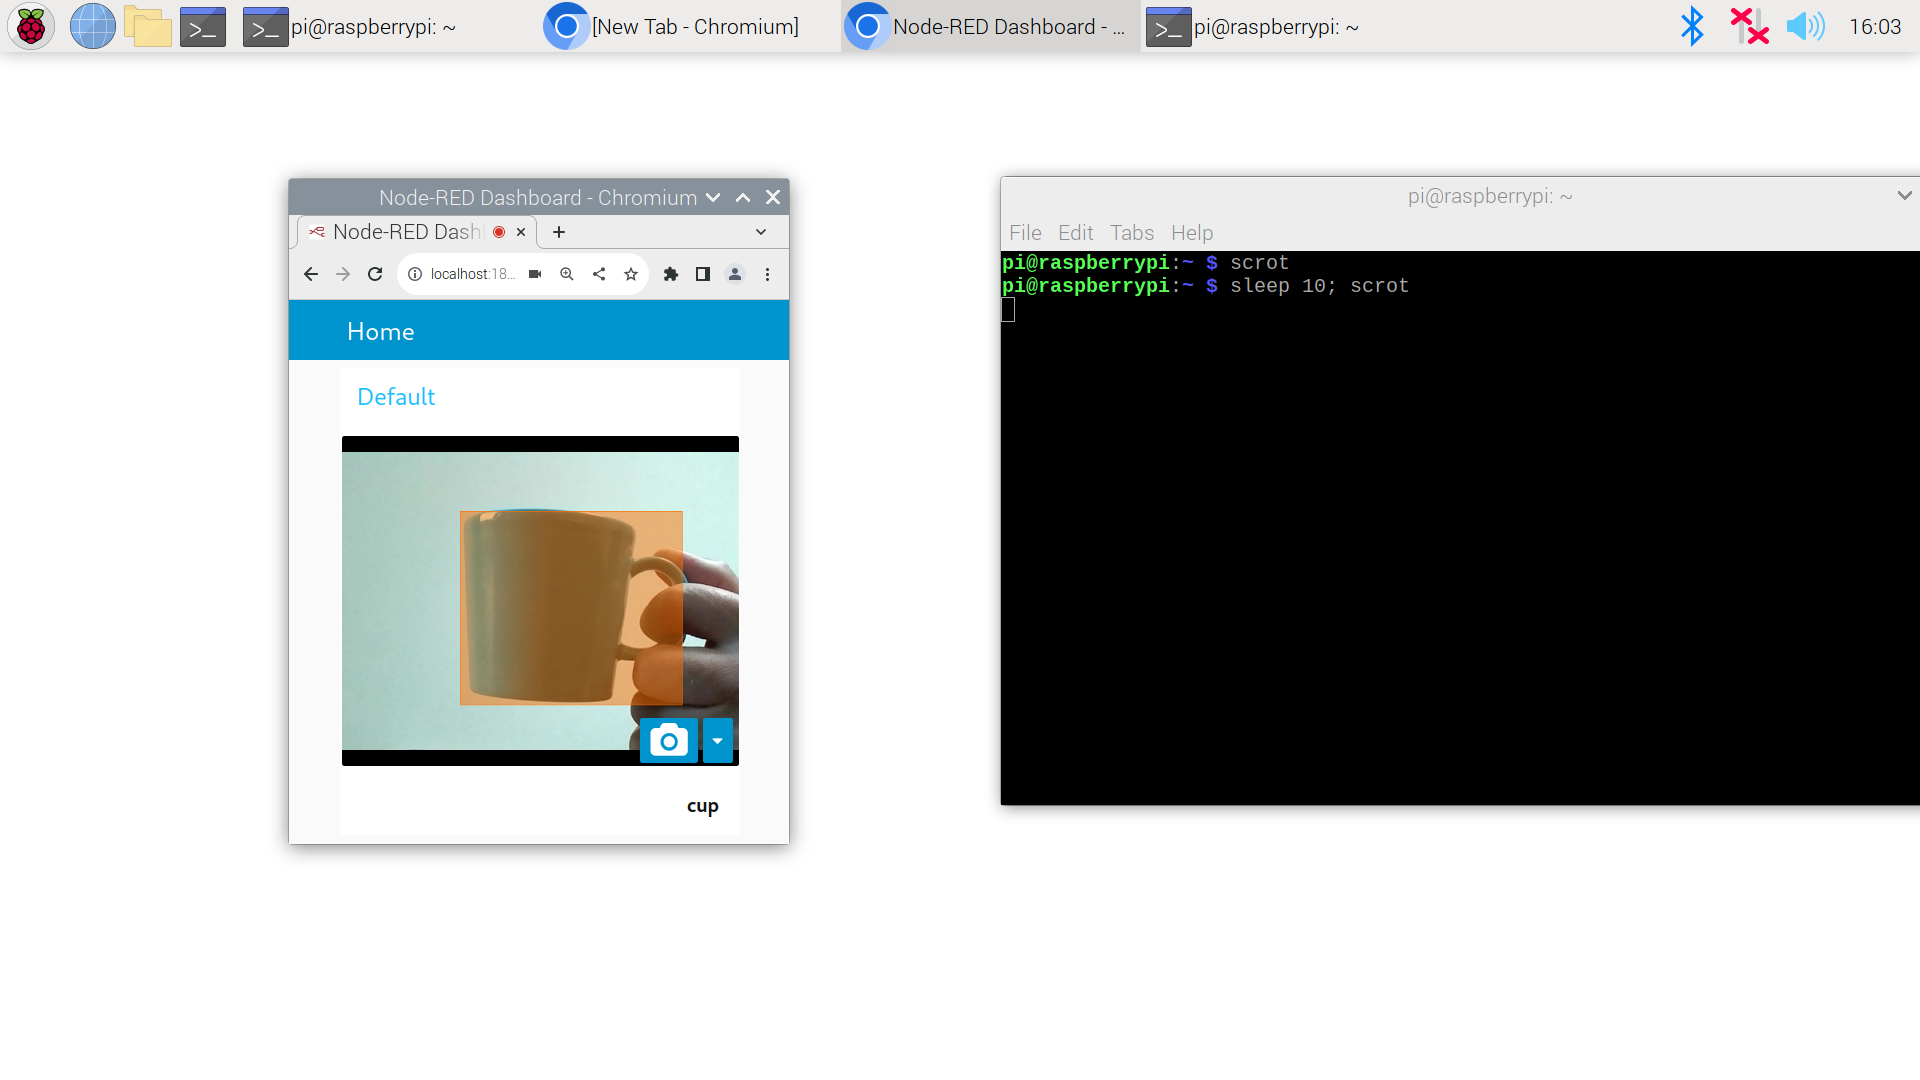 pi@raspberrypi: ~
[New Tab - Chromium]
Node-RED Dashboard - ...
pi@raspberrypi: ~
16:03
Node-RED Dashboard - Chromium
Node-RED Dash
localhost:18...
Home
Default
cup
pi@raspberrypi: ~
File Edit Tabs Help
pi@raspberrypi:~ $ scrot
pi@raspberrypi:~ $ sleep 10; scrot